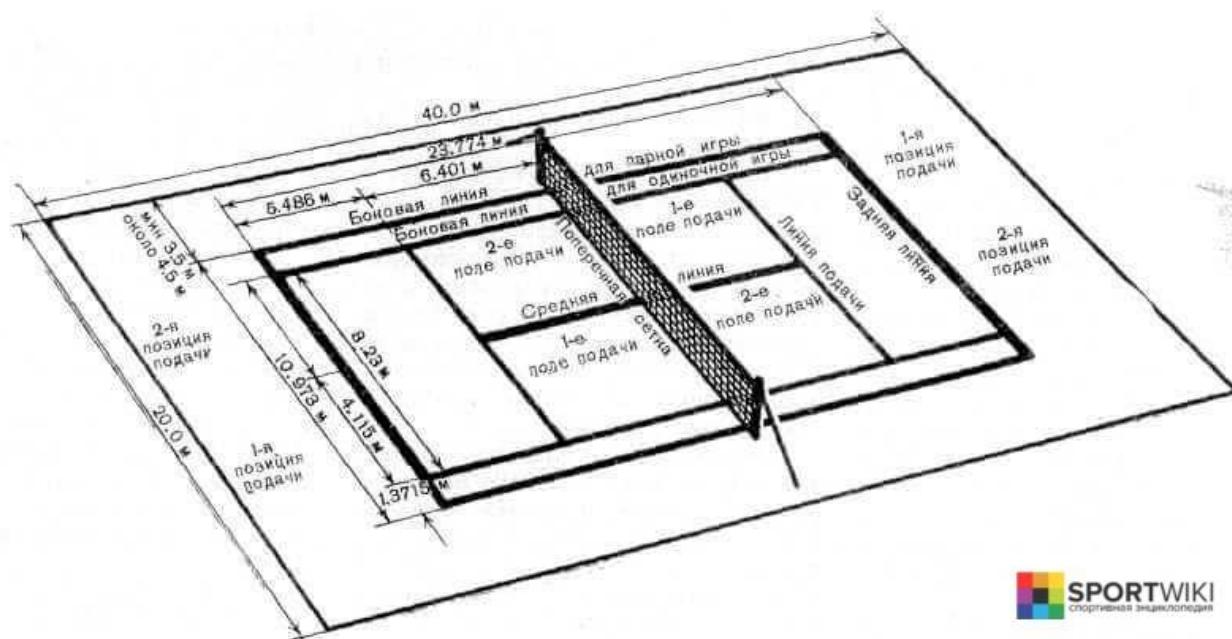 40.0 м
23.774 м
6.401 м
5.486 м
мин 3.5 м
около 4.5 м
Боковая линия
Боковая линия
для парной игры
для одиночной игры
1-я
позиция
подачи
2-я
позиция
подачи
Задняя линия
Линия подачи
1-е
поле подачи
2-е
поле подачи
Поперечная
сетка
Средняя
линия
1-е
поле подачи
2-е
поле подачи
2-я
позиция
подачи
1-я
позиция
подачи
8.23 м
10.973 м
4.115 м
1.3715 м
20.0 м
SPORTWIKI
спортивная энциклопедия